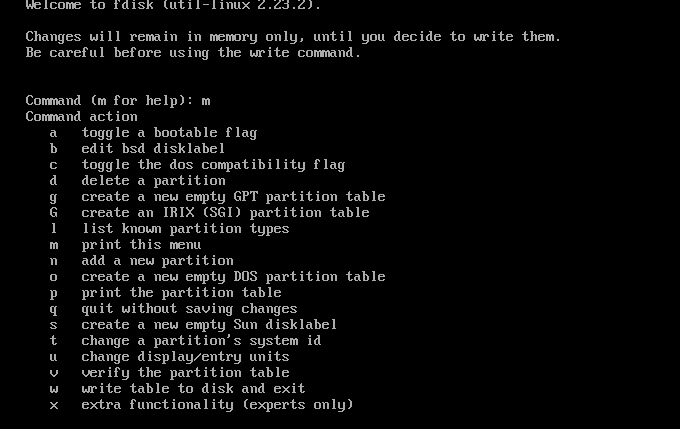 Welcome to fdisk (util-linux 2.23.2).
Changes will remain in memory only, until you decide to write them.
Be careful before using the write command.
Command (m for help): m
Command action
a   toggle a bootable flag
b   edit bsd disklabel
c   toggle the dos compatibility flag
d   delete a partition
g   create a new empty GPT partition table
G   create an IRIX (SGI) partition table
l   list known partition types
m   print this menu
n   add a new partition
o   create a new empty DOS partition table
p   print the partition table
q   quit without saving changes
s   create a new empty Sun disklabel
t   change a partition's system id
u   change display/entry units
v   verify the partition table
w   write table to disk and exit
x   extra functionality (experts only)